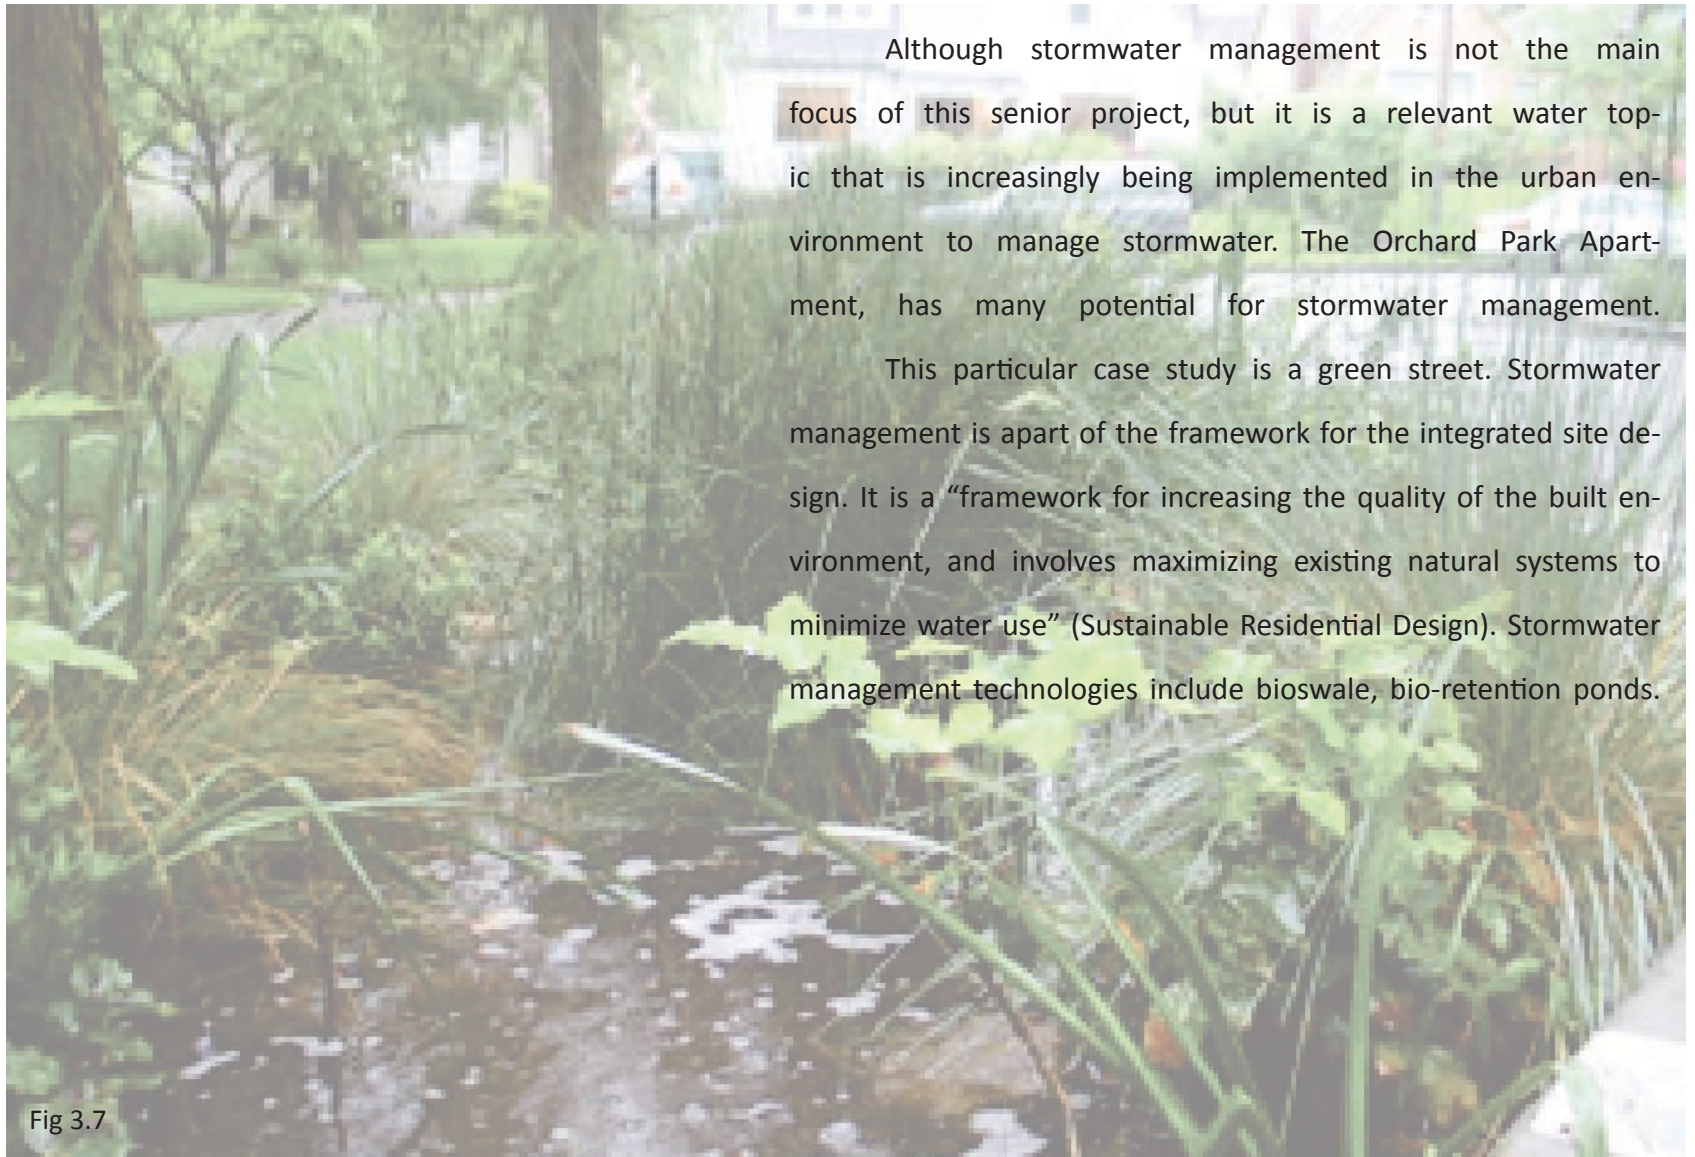 Although stormwater management is not the main
focus of this senior project, but it is a relevant water top-
ic that is increasingly being implemented in the urban en-
vironment to manage stormwater. The Orchard Park Apart-
ment, has many potential for stormwater management.
This particular case study is a green street. Stormwater
management is apart of the framework for the integrated site de-
sign. It is a “framework for increasing the quality of the built en-
vironment, and involves maximizing existing natural systems to
minimize water use” (Sustainable Residential Design). Stormwater
management technologies include bioswale, bio-retention ponds.
Fig 3.7